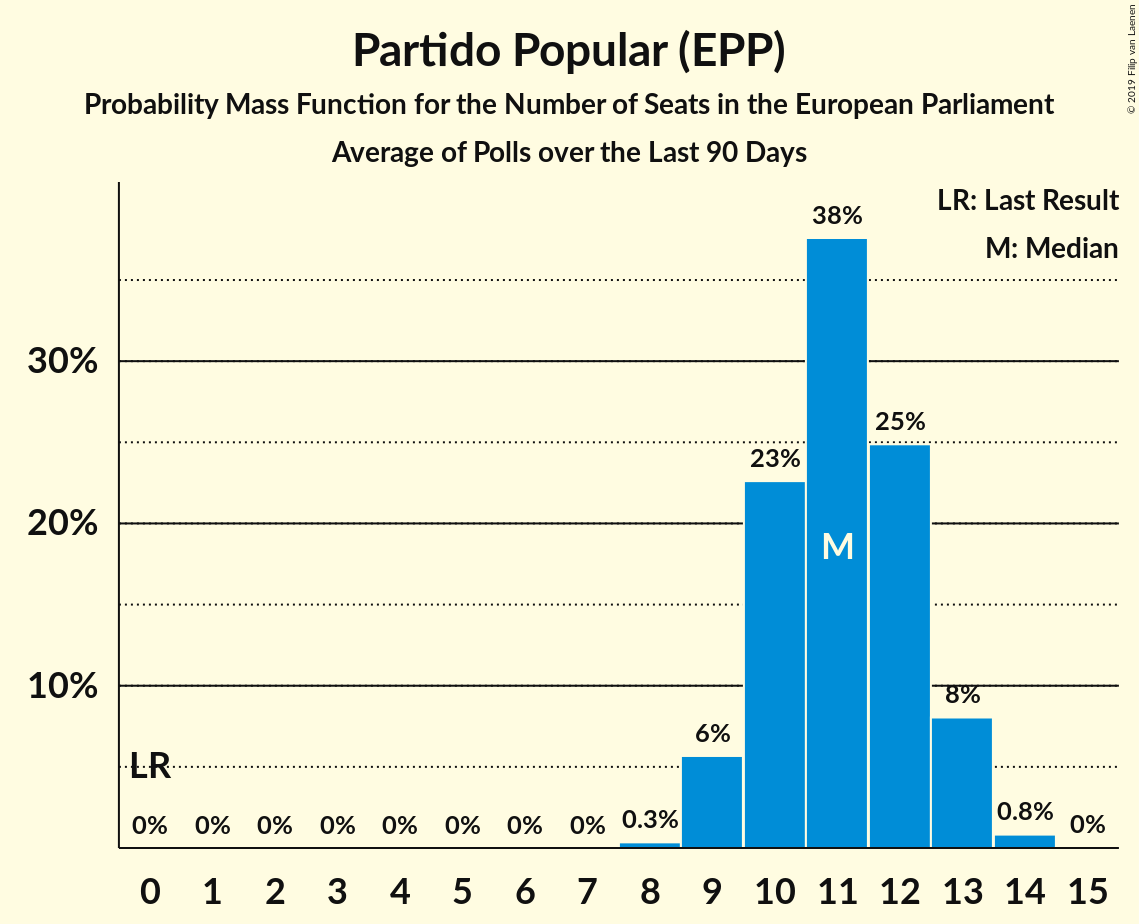 Partido Popular (EPP)
Probability Mass Function for the Number of Seats in the European Parliament
Average of Polls over the Last 90 Days
© 2019 Filip van Laenen
LR: Last Result
M: Median
38%
30%
25%
23%
20%
M
10%
8%
6%
LR
0% 0% 0% 0% 0% 0% 0% 0% 0.3% 0.8% 0%
0 1 2 3 4 5 6 7 8 9 10 11 12 13 14 15